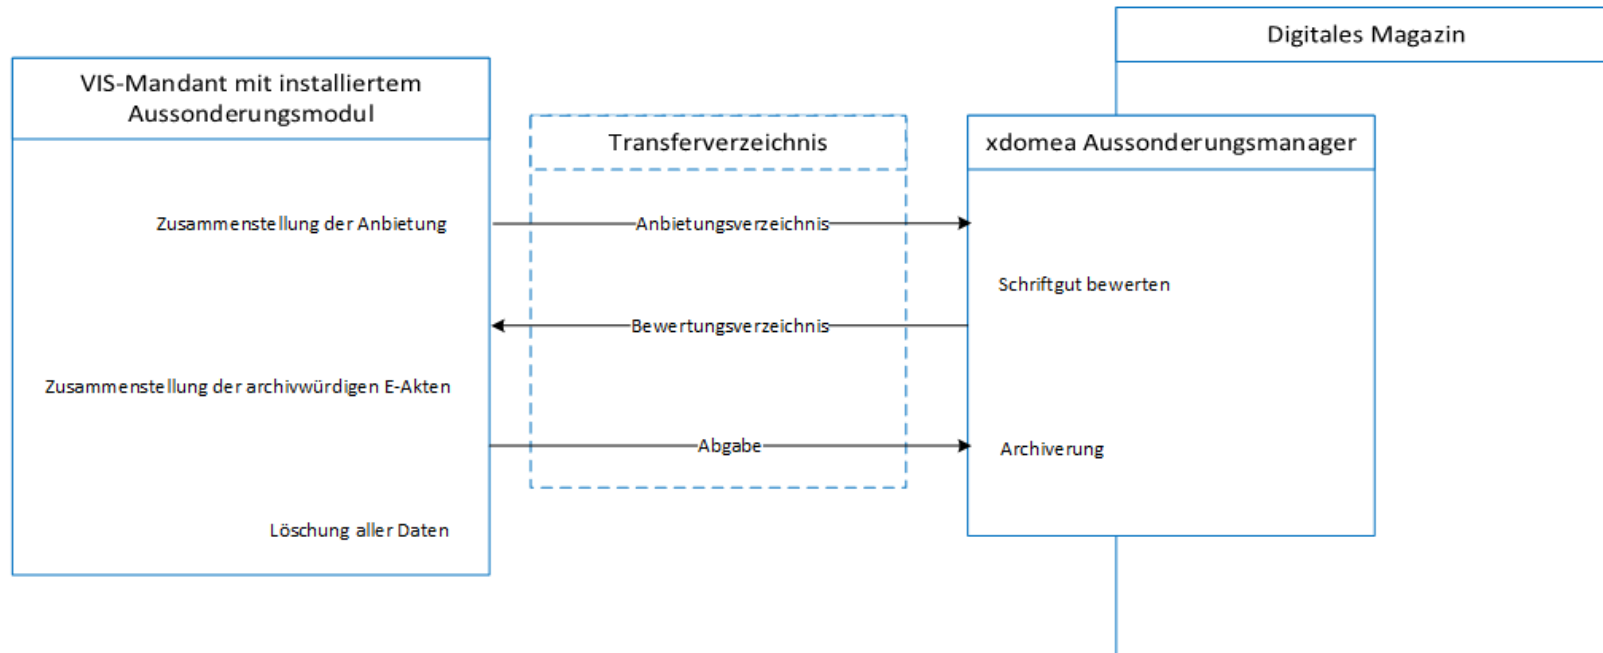 Digitales Magazin
VIS-Mandant mit installiertem
Aussonderungsmodul
Transferverzeichnis
xdomea Aussonderungsmanager
Zusammenstellung der Anbietung
Anbietungsverzeichnis
Schriftgut bewerten
Bewertungsverzeichnis
Zusammenstellung der archivwürdigen E-Akten
Abgabe
Archiverung
Löschung aller Daten